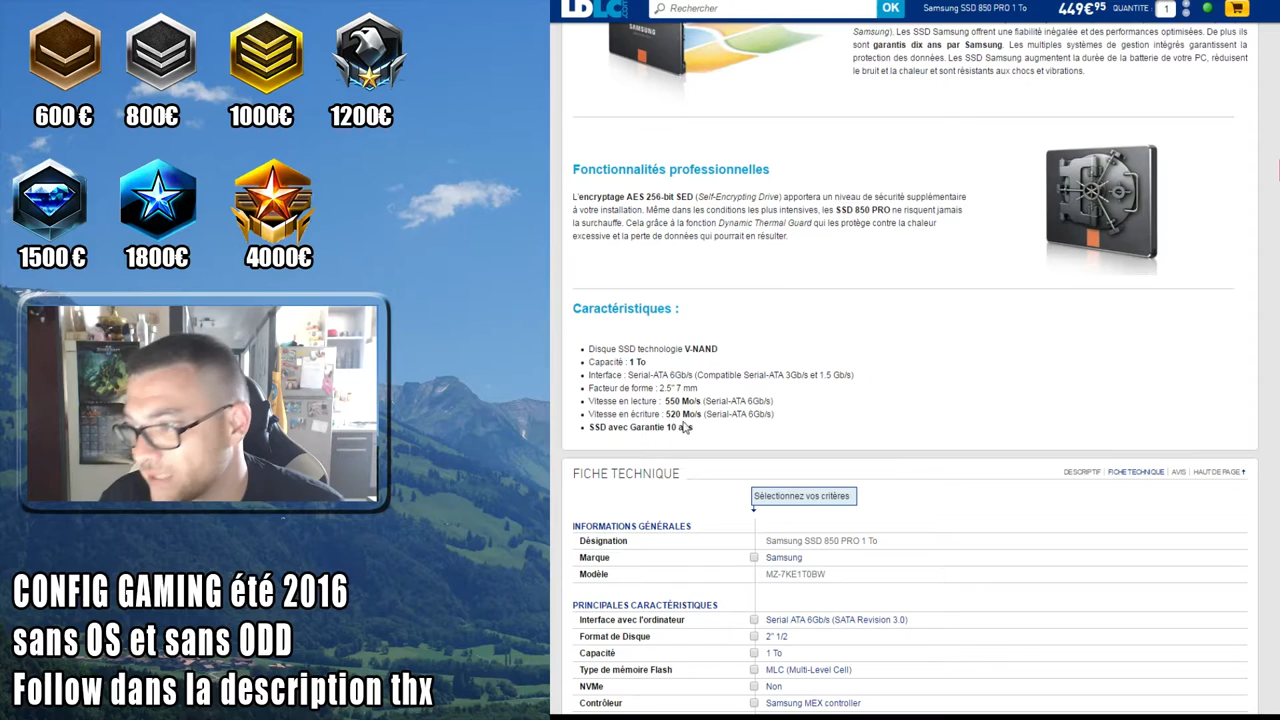 600€ 800€ 1000€ 1200€
1500€ 1800€ 4000€
CONFIG GAMING été 2016
sans OS et sans ODD
Follow dans la description thx
LDLC.com
Rechercher
OK
Samsung SSD 850 PRO 1 To
449€95
QUANTITE :
1
SAMSUNG
Samsung). Les SSD Samsung offrent une fiabilité inégalée et des performances optimisées. De plus ils
sont garantis dix ans par Samsung. Les multiples systèmes de gestion intégrés garantissent la
protection des données. Les SSD Samsung augmentent la durée de la batterie de votre PC, réduisent
le bruit et la chaleur et sont résistants aux chocs et vibrations.
Fonctionnalités professionnelles
L'encryptage AES 256-bit SED (Self-Encrypting Drive) apportera un niveau de sécurité supplémentaire
à votre installation. Même dans les conditions les plus intensives, les SSD 850 PRO ne risquent jamais
la surchauffe. Cela grâce à la fonction Dynamic Thermal Guard qui les protège contre la chaleur
excessive et la perte de données qui pourrait en résulter.
Caractéristiques :
Disque SSD technologie V-NAND
Capacité : 1 To
Interface : Serial-ATA 6Gb/s (Compatible Serial-ATA 3Gb/s et 1.5 Gb/s)
Facteur de forme : 2.5" 7 mm
Vitesse en lecture : 550 Mo/s (Serial-ATA 6Gb/s)
Vitesse en écriture : 520 Mo/s (Serial-ATA 6Gb/s)
SSD avec Garantie 10 ans
FICHE TECHNIQUE
DESCRIPTIF | FICHE TECHNIQUE | AVIS | HAUT DE PAGE
Sélectionnez vos critères
INFORMATIONS GÉNÉRALES
Désignation Samsung SSD 850 PRO 1 To
Marque Samsung
Modèle MZ-7KE1T0BW
PRINCIPALES CARACTÉRISTIQUES
Interface avec l'ordinateur Serial ATA 6Gb/s (SATA Revision 3.0)
Format de Disque 2" 1/2
Capacité 1 To
Type de mémoire Flash MLC (Multi-Level Cell)
NVMe Non
Contrôleur Samsung MEX controller